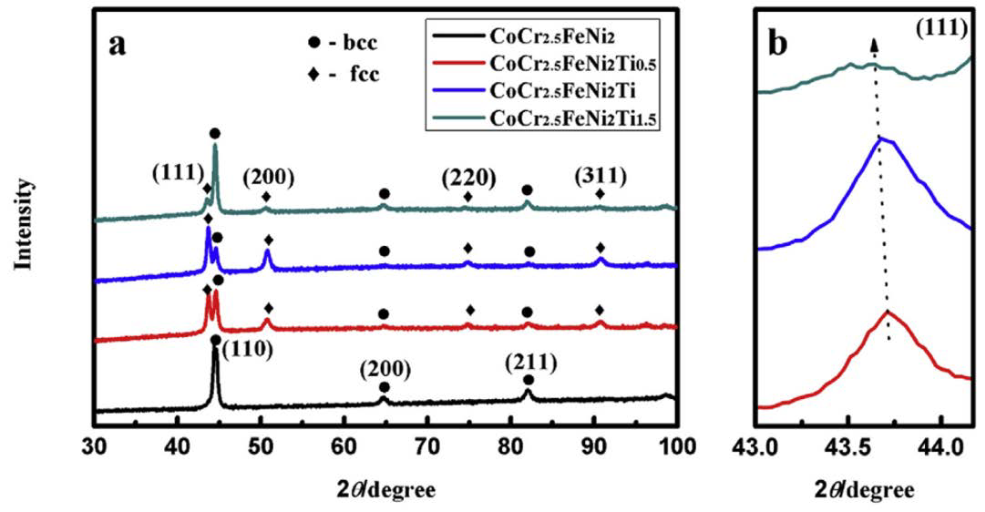 a
● - bcc
♦ - fcc
CoCr2.5FeNi2
CoCr2.5FeNi2Ti0.5
CoCr2.5FeNi2Ti
CoCr2.5FeNi2Ti1.5
(111)
(200)
(220)
(311)
(110)
(200)
(211)
Intensity
30 40 50 60 70 80 90 100
2θ/degree
b
(111)
43.0 43.5 44.0
2θ/degree